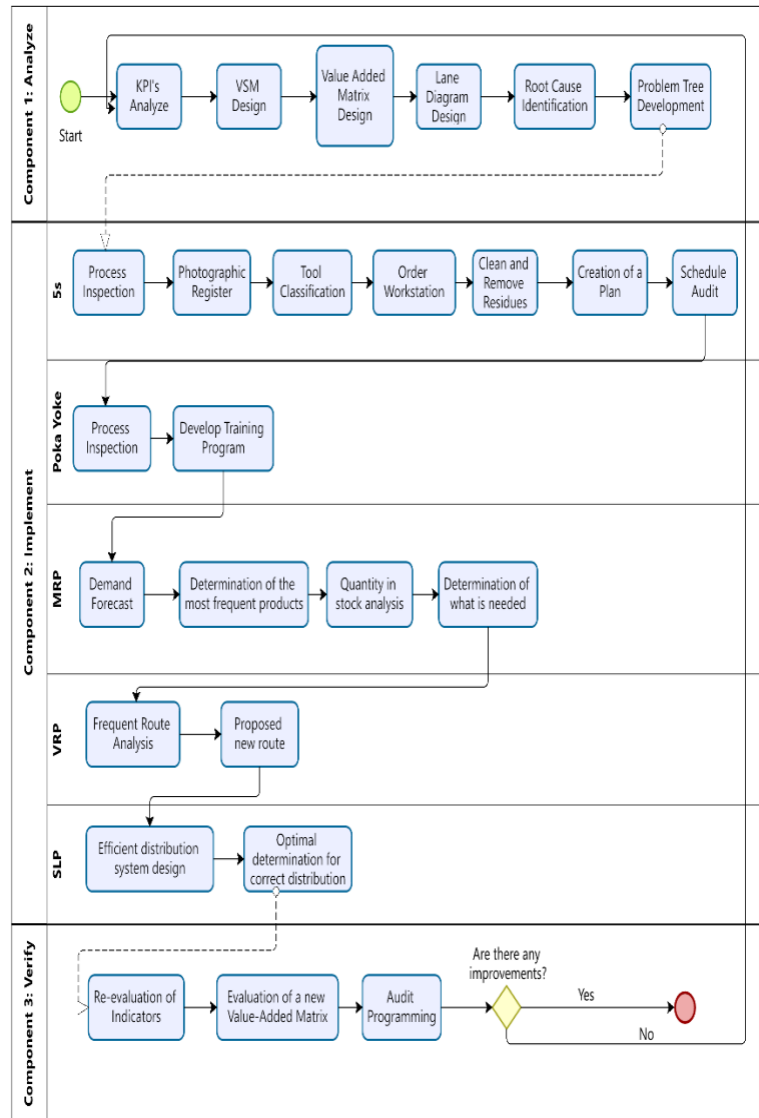 Component 1: Analyze
Start
KPI's
Analyze
VSM
Design
Value Added
Matrix
Design
Lane
Diagram
Design
Root Cause
Identification
Problem Tree
Development
Component 2: Implement
5s
Process
Inspection
Photographic
Register
Tool
Classification
Order
Workstation
Clean and
Remove
Residues
Creation of a
Plan
Schedule
Audit
Poka Yoke
Process
Inspection
Develop Training
Program
MRP
Demand
Forecast
Determination of the
most frequent products
Quantity in
stock analysis
Determination of
what is needed
VRP
Frequent Route
Analysis
Proposed
new route
SLP
Efficient distribution
system design
Optimal
determination for
correct distribution
Component 3: Verify
Re-evaluation of
Indicators
Evaluation of a new
Value-Added Matrix
Audit
Programming
Are there any
improvements?
Yes
No